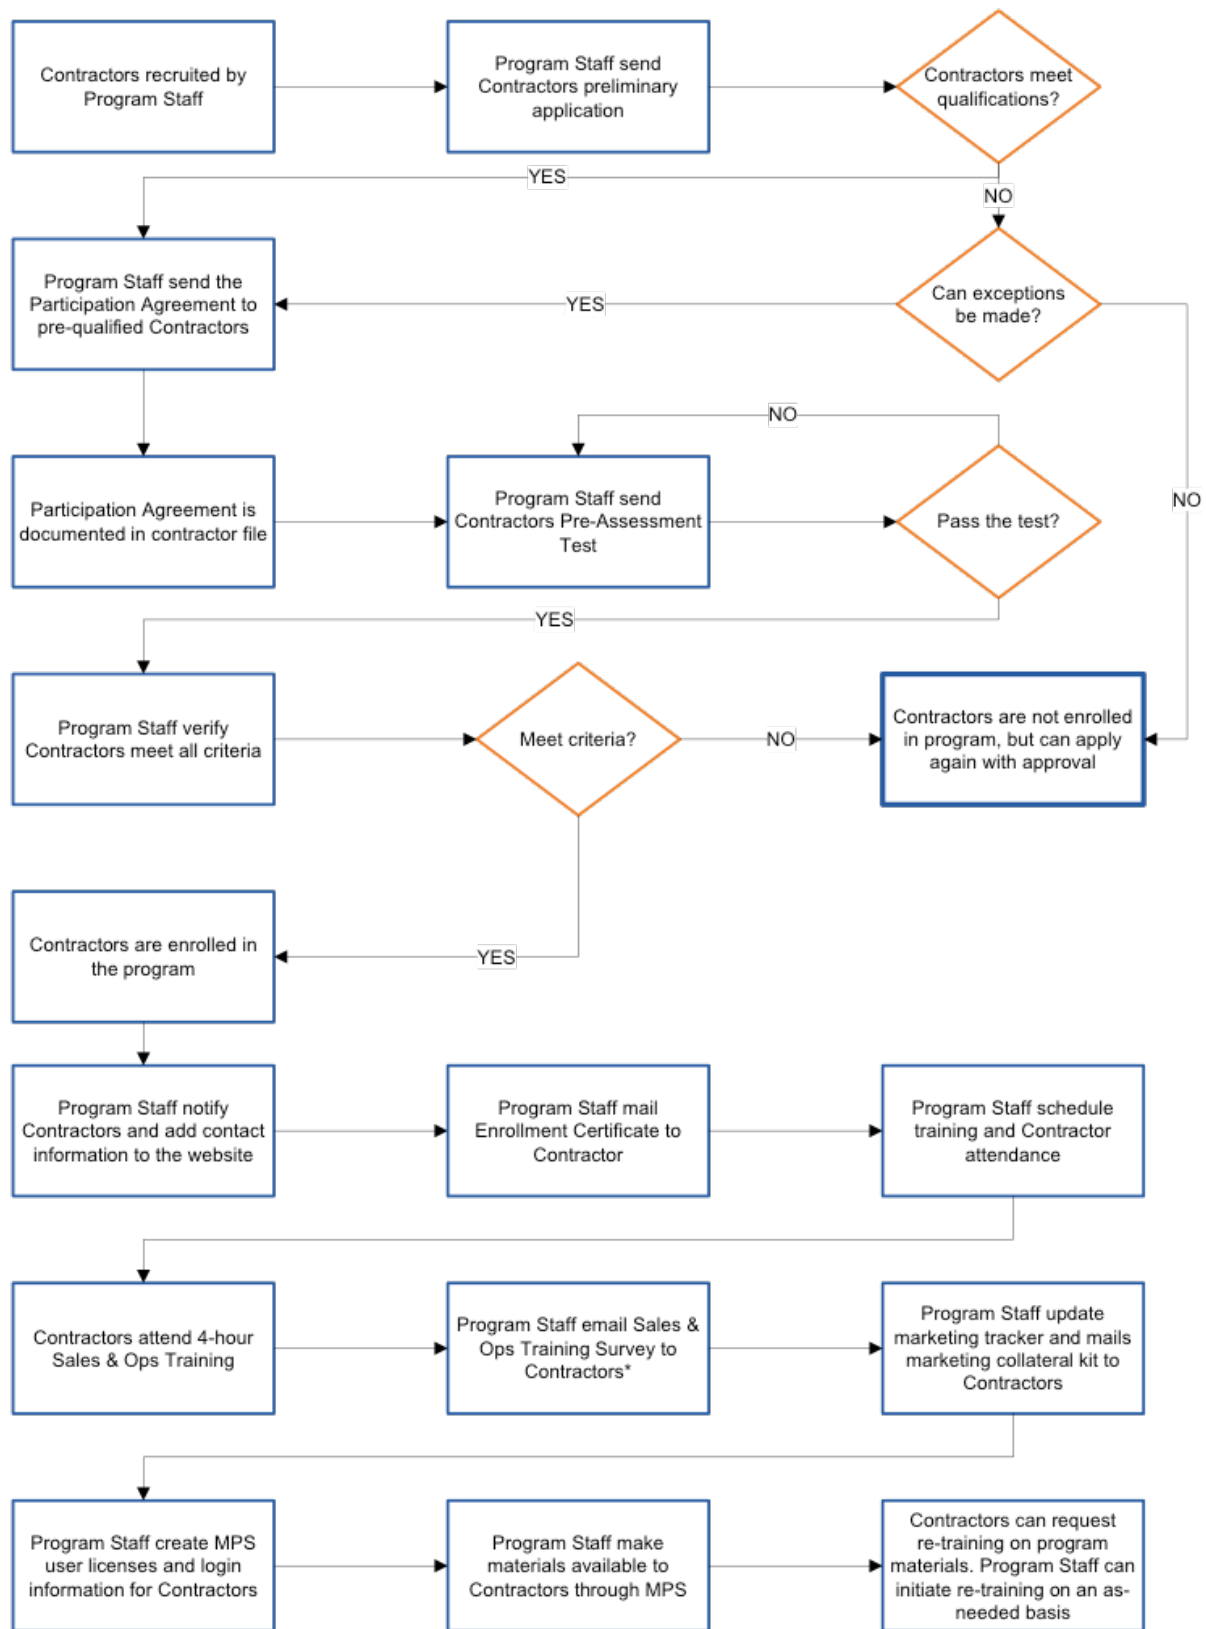 Contractors recruited by
Program Staff
Program Staff send
Contractors preliminary
application
Contractors meet
qualifications?
YES
NO
Program Staff send the
Participation Agreement to
pre-qualified Contractors
YES
Can exceptions
be made?
NO
NO
Participation Agreement is
documented in contractor file
Program Staff send
Contractors Pre-Assessment
Test
Pass the test?
YES
Program Staff verify
Contractors meet all criteria
Meet criteria?
NO
Contractors are not enrolled
in program, but can apply
again with approval
Contractors are enrolled in
the program
YES
Program Staff notify
Contractors and add contact
information to the website
Program Staff mail
Enrollment Certificate to
Contractor
Program Staff schedule
training and Contractor
attendance
Contractors attend 4-hour
Sales & Ops Training
Program Staff email Sales &
Ops Training Survey to
Contractors*
Program Staff update
marketing tracker and mails
marketing collateral kit to
Contractors
Program Staff create MPS
user licenses and login
information for Contractors
Program Staff make
materials available to
Contractors through MPS
Contractors can request
re-training on program
materials. Program Staff can
initiate re-training on an as-
needed basis